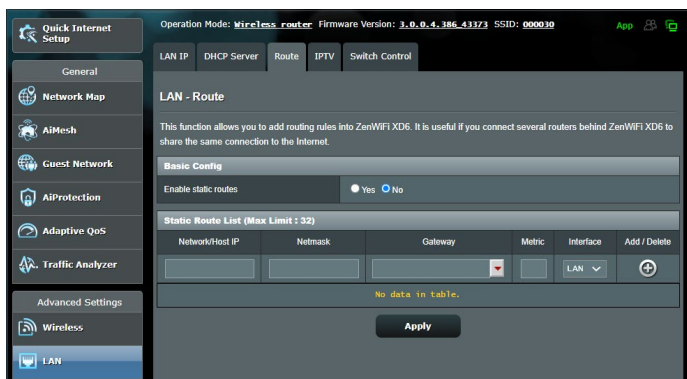 Quick Internet
Setup
General
Network Map
AiMesh
Guest Network
AiProtection
Adaptive QoS
Traffic Analyzer
Advanced Settings
Wireless
LAN
Operation Mode: Wireless router Firmware Version: 3.0.0.4.386_43373 SSID: 000030
App
LAN IP DHCP Server Route IPTV Switch Control
LAN - Route
This function allows you to add routing rules into ZenWiFi XD6. It is useful if you connect several routers behind ZenWiFi XD6 to
share the same connection to the Internet.
Basic Config
Enable static routes Yes No
Static Route List (Max Limit : 32)
Network/Host IP Netmask Gateway Metric Interface Add / Delete
LAN
No data in table.
Apply